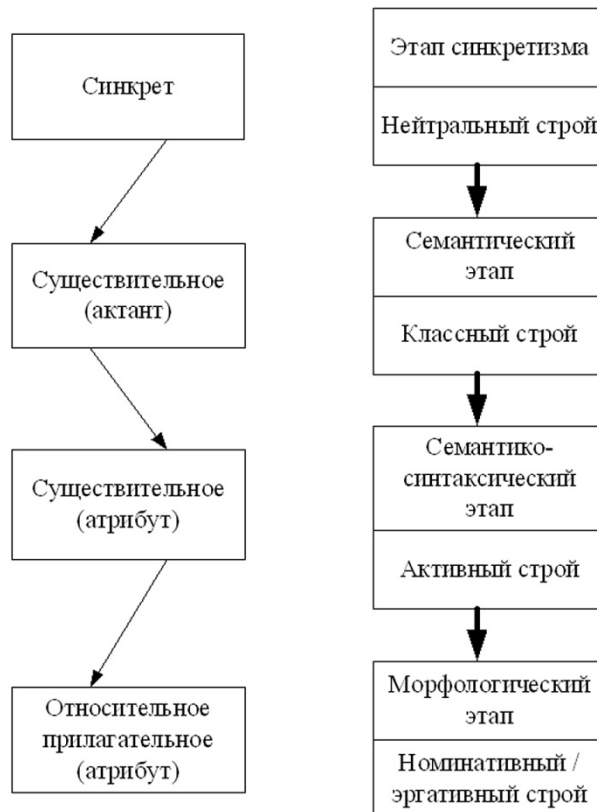 Синкрет
Существительное
(актант)
Существительное
(атрибут)
Относительное
прилагательное
(атрибут)
Этап синкретизма
Нейтральный строй
Семантический
этап
Классный строй
Семантико-
синтаксический
этап
Активный строй
Морфологический
этап
Номинативный /
эргативный строй